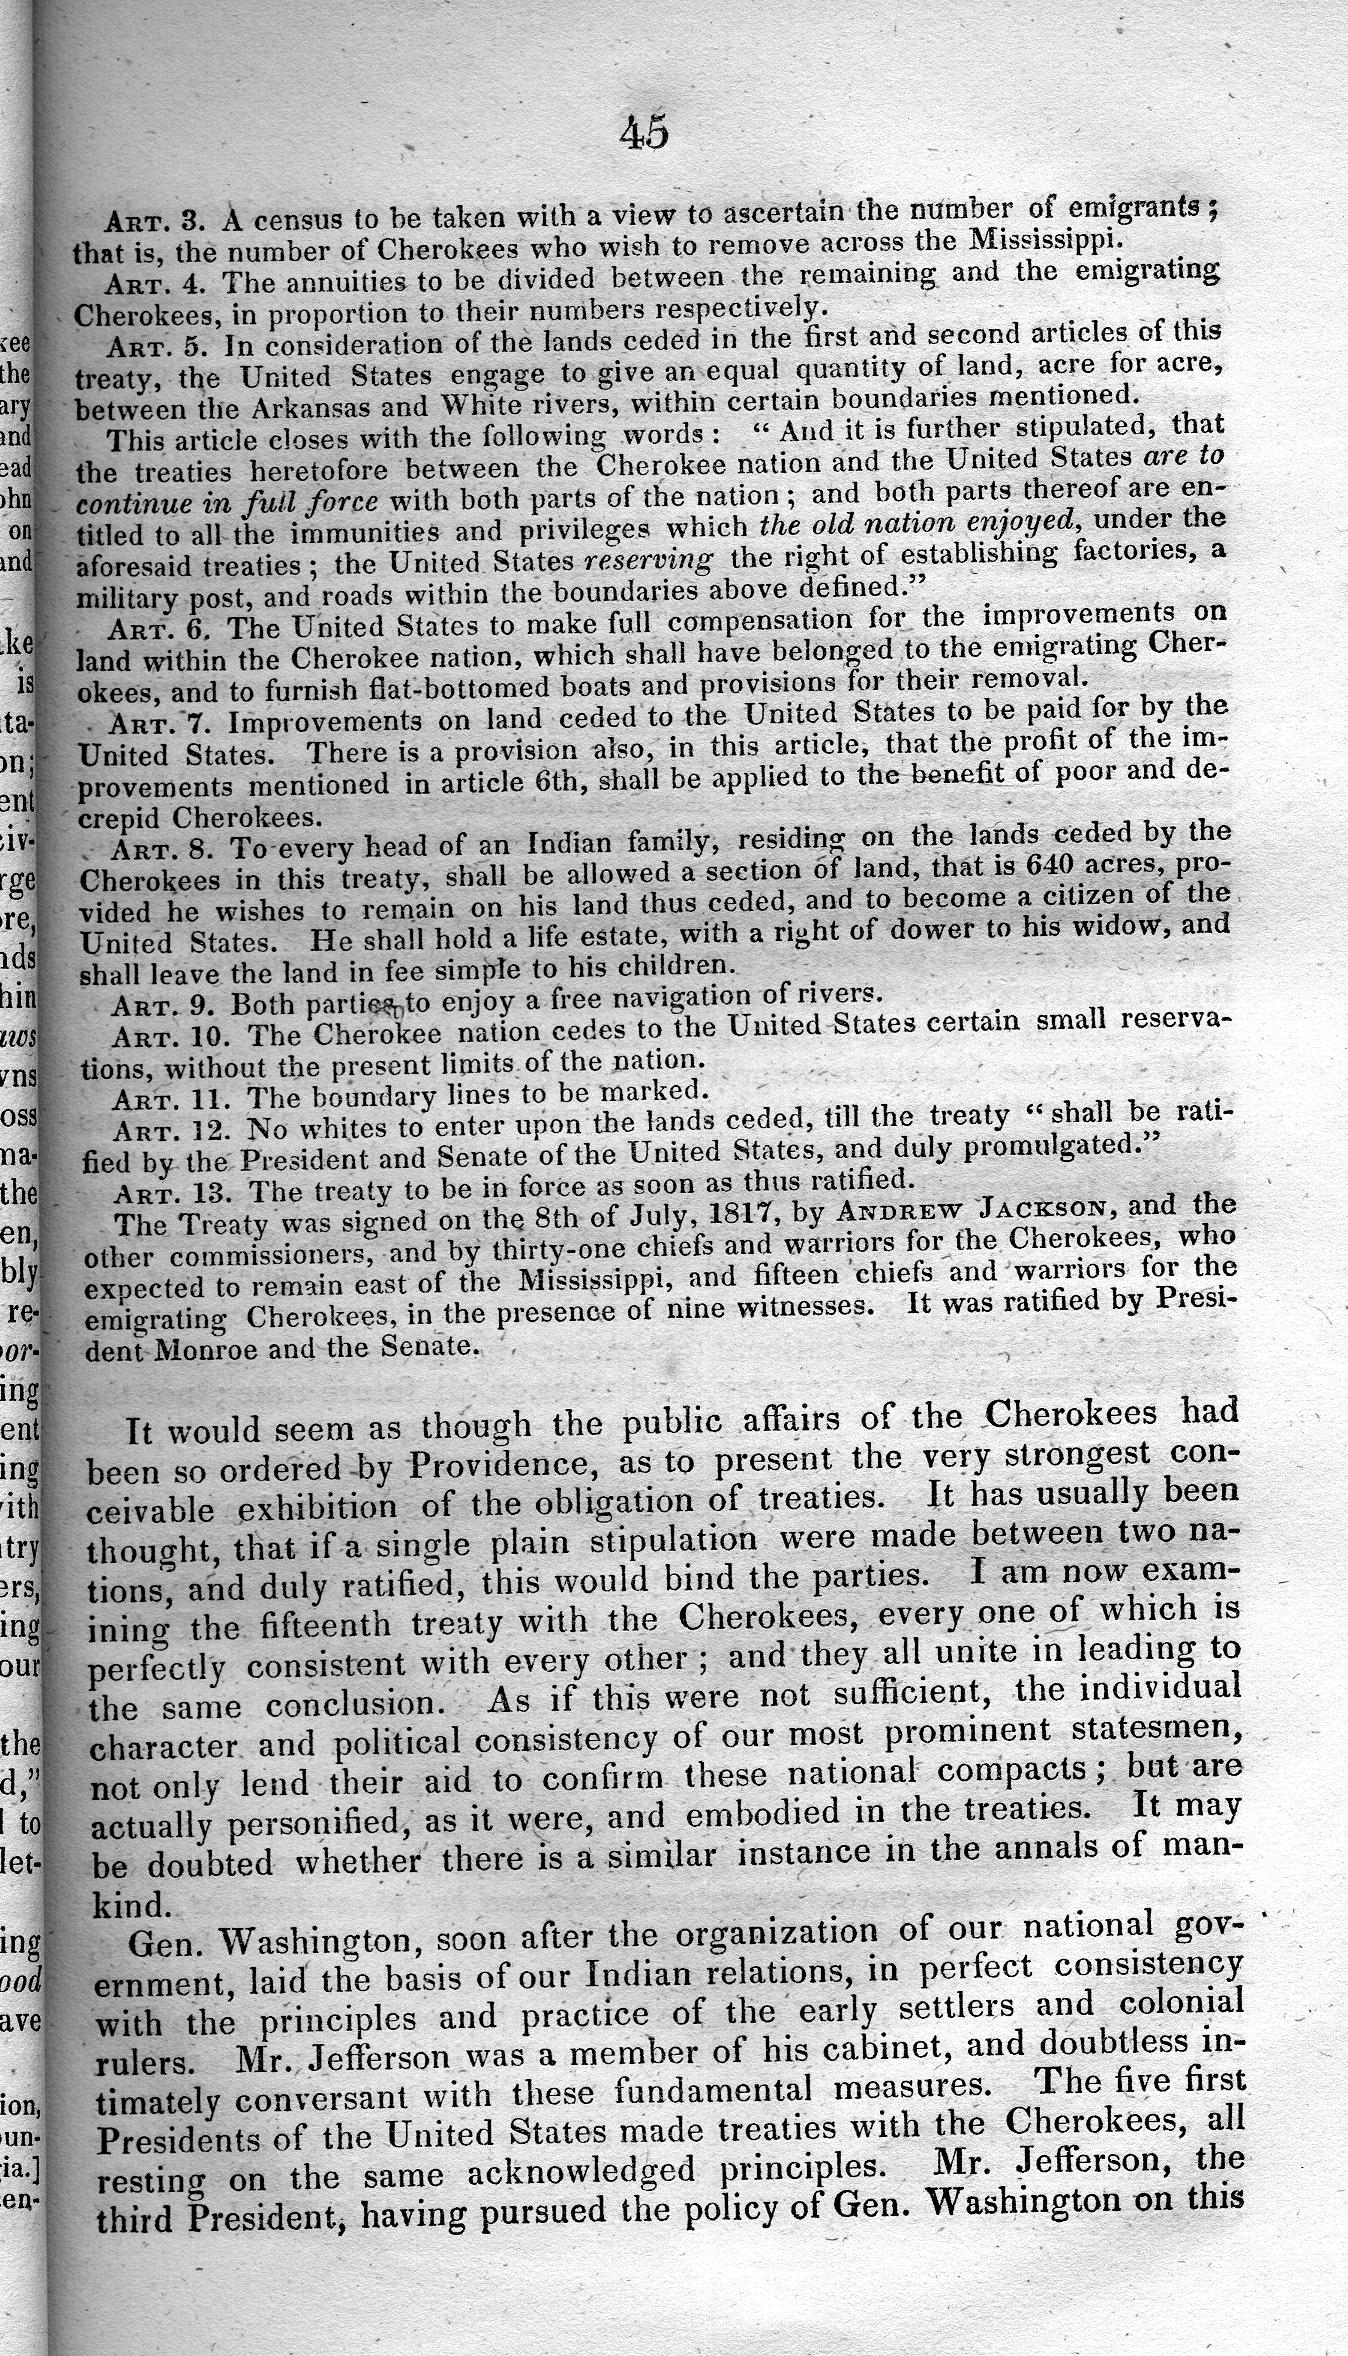 45
ART. 3. A census to be taken with a view to ascertain the number of emigrants;
that is, the number of Cherokees who wish to remove across the Mississippi.
ART. 4. The annuities to be divided between the remaining and the emigrating
Cherokees, in proportion to their numbers respectively.
ART. 5. In consideration of the lands ceded in the first and second articles of this
treaty, the United States engage to give an equal quantity of land, acre for acre,
between the Arkansas and White rivers, within certain boundaries mentioned.
This article closes with the following words: "And it is further stipulated, that
the treaties heretofore between the Cherokee nation and the United States are to
continue in full force with both parts of the nation; and both parts thereof are en-
titled to all the immunities and privileges which the old nation enjoyed, under the
aforesaid treaties; the United States reserving the right of establishing factories, a
military post, and roads within the boundaries above defined."
ART. 6. The United States to make full compensation for the improvements on
land within the Cherokee nation, which shall have belonged to the emigrating Cher-
okees, and to furnish flat-bottomed boats and provisions for their removal.
ART. 7. Improvements on land ceded to the United States to be paid for by the
United States. There is a provision also, in this article, that the profit of the im-
provements mentioned in article 6th, shall be applied to the benefit of poor and de-
crepid Cherokees.
ART. 8. To every head of an Indian family, residing on the lands ceded by the
Cherokees in this treaty, shall be allowed a section of land, that is 640 acres, pro-
vided he wishes to remain on his land thus ceded, and to become a citizen of the
United States. He shall hold a life estate, with a right of dower to his widow, and
shall leave the land in fee simple to his children.
ART. 9. Both parties to enjoy a free navigation of rivers.
ART. 10. The Cherokee nation cedes to the United States certain small reserva-
tions, without the present limits of the nation.
ART. 11. The boundary lines to be marked.
ART. 12. No whites to enter upon the lands ceded, till the treaty "shall be rati-
fied by the President and Senate of the United States, and duly promulgated."
ART. 13. The treaty to be in force as soon as thus ratified.
The Treaty was signed on the 8th of July, 1817, by ANDREW JACKSON, and the
other commissioners, and by thirty-one chiefs and warriors for the Cherokees, who
expected to remain east of the Mississippi, and fifteen chiefs and warriors for the
emigrating Cherokees, in the presence of nine witnesses. It was ratified by Presi-
dent Monroe and the Senate.
It would seem as though the public affairs of the Cherokees had
been so ordered by Providence, as to present the very strongest con-
ceivable exhibition of the obligation of treaties. It has usually been
thought, that if a single plain stipulation were made between two na-
tions, and duly ratified, this would bind the parties. I am now exam-
ining the fifteenth treaty with the Cherokees, every one of which is
perfectly consistent with every other; and they all unite in leading to
the same conclusion. As if this were not sufficient, the individual
character and political consistency of our most prominent statesmen,
not only lend their aid to confirm these national compacts; but are
actually personified, as it were, and embodied in the treaties. It may
be doubted whether there is a similar instance in the annals of man-
kind.
Gen. Washington, soon after the organization of our national gov-
ernment, laid the basis of our Indian relations, in perfect consistency
with the principles and practice of the early settlers and colonial
rulers. Mr. Jefferson was a member of his cabinet, and doubtless in-
timately conversant with these fundamental measures. The five first
Presidents of the United States made treaties with the Cherokees, all
resting on the same acknowledged principles. Mr. Jefferson, the
third President, having pursued the policy of Gen. Washington on this